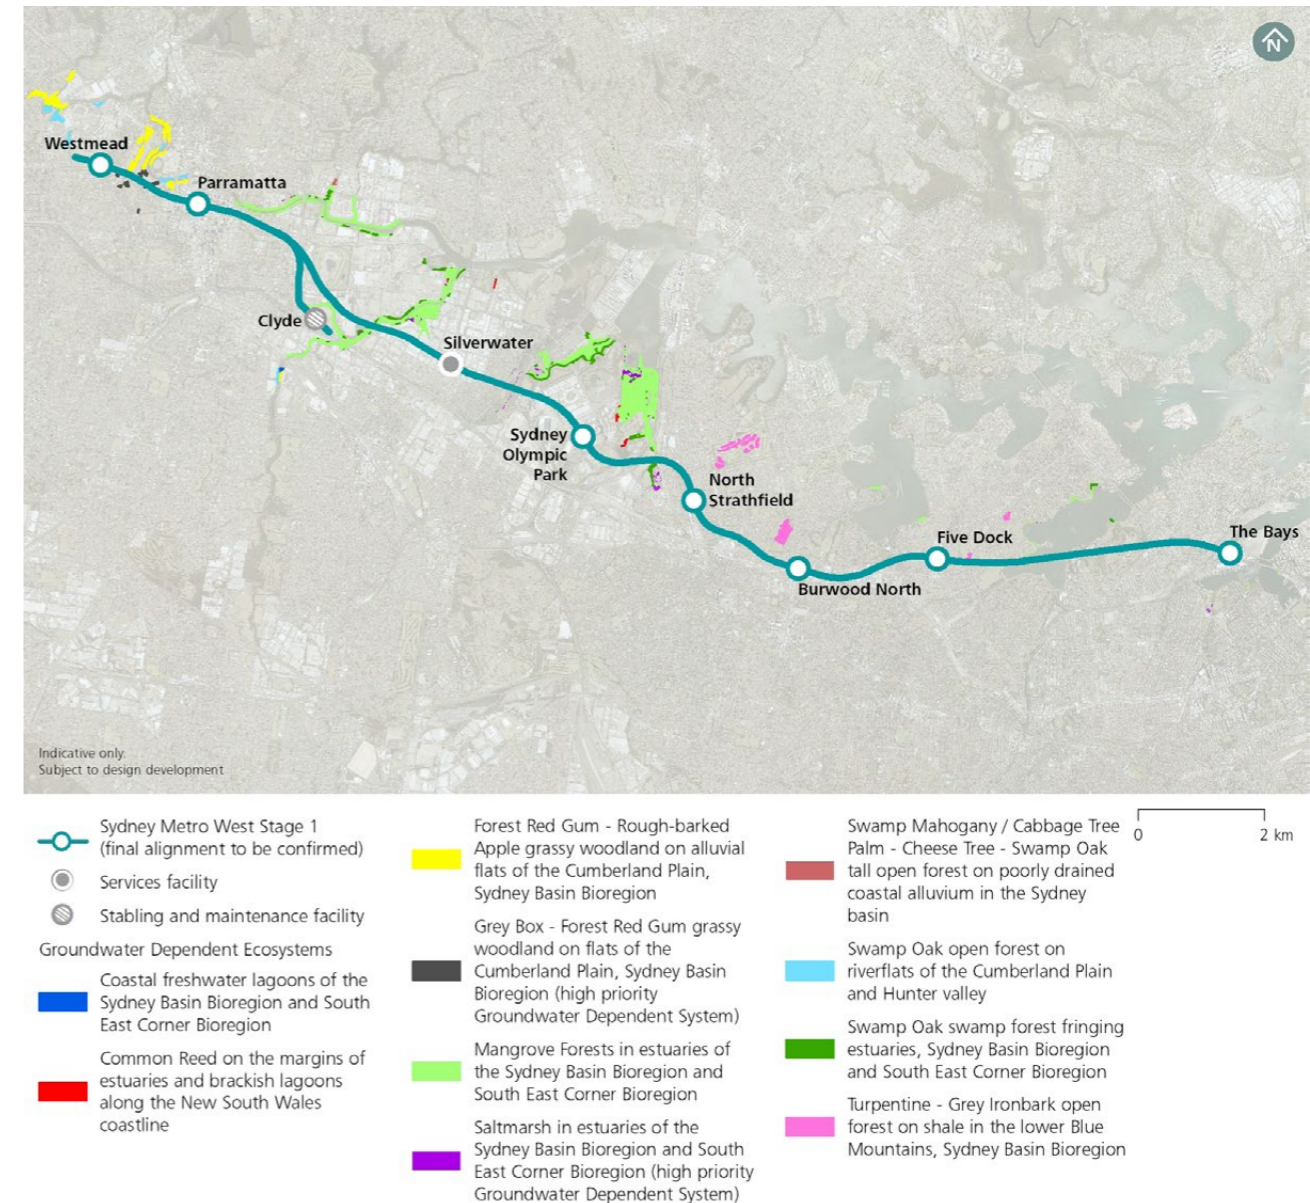 N
Westmead
Parramatta
Clyde
Silverwater
Sydney
Olympic
Park
North
Strathfield
Five Dock
The Bays
Burwood North
Indicative only.
Subject to design development
Sydney Metro West Stage 1
(final alignment to be confirmed)
Services facility
Stabling and maintenance facility
Groundwater Dependent Ecosystems
Coastal freshwater lagoons of the
Sydney Basin Bioregion and South
East Corner Bioregion
Common Reed on the margins of
estuaries and brackish lagoons
along the New South Wales
coastline
Forest Red Gum - Rough-barked
Apple grassy woodland on alluvial
flats of the Cumberland Plain,
Sydney Basin Bioregion
Grey Box - Forest Red Gum grassy
woodland on flats of the
Cumberland Plain, Sydney Basin
Bioregion (high priority
Groundwater Dependent System)
Mangrove Forests in estuaries of
the Sydney Basin Bioregion and
South East Corner Bioregion
Saltmarsh in estuaries of the
Sydney Basin Bioregion and South
East Corner Bioregion (high priority
Groundwater Dependent System)
Swamp Mahogany / Cabbage Tree
Palm - Cheese Tree - Swamp Oak
tall open forest on poorly drained
coastal alluvium in the Sydney
basin
Swamp Oak open forest on
riverflats of the Cumberland Plain
and Hunter valley
Swamp Oak swamp forest fringing
estuaries, Sydney Basin Bioregion
and South East Corner Bioregion
Turpentine - Grey Ironbark open
forest on shale in the lower Blue
Mountains, Sydney Basin Bioregion
0 2 km